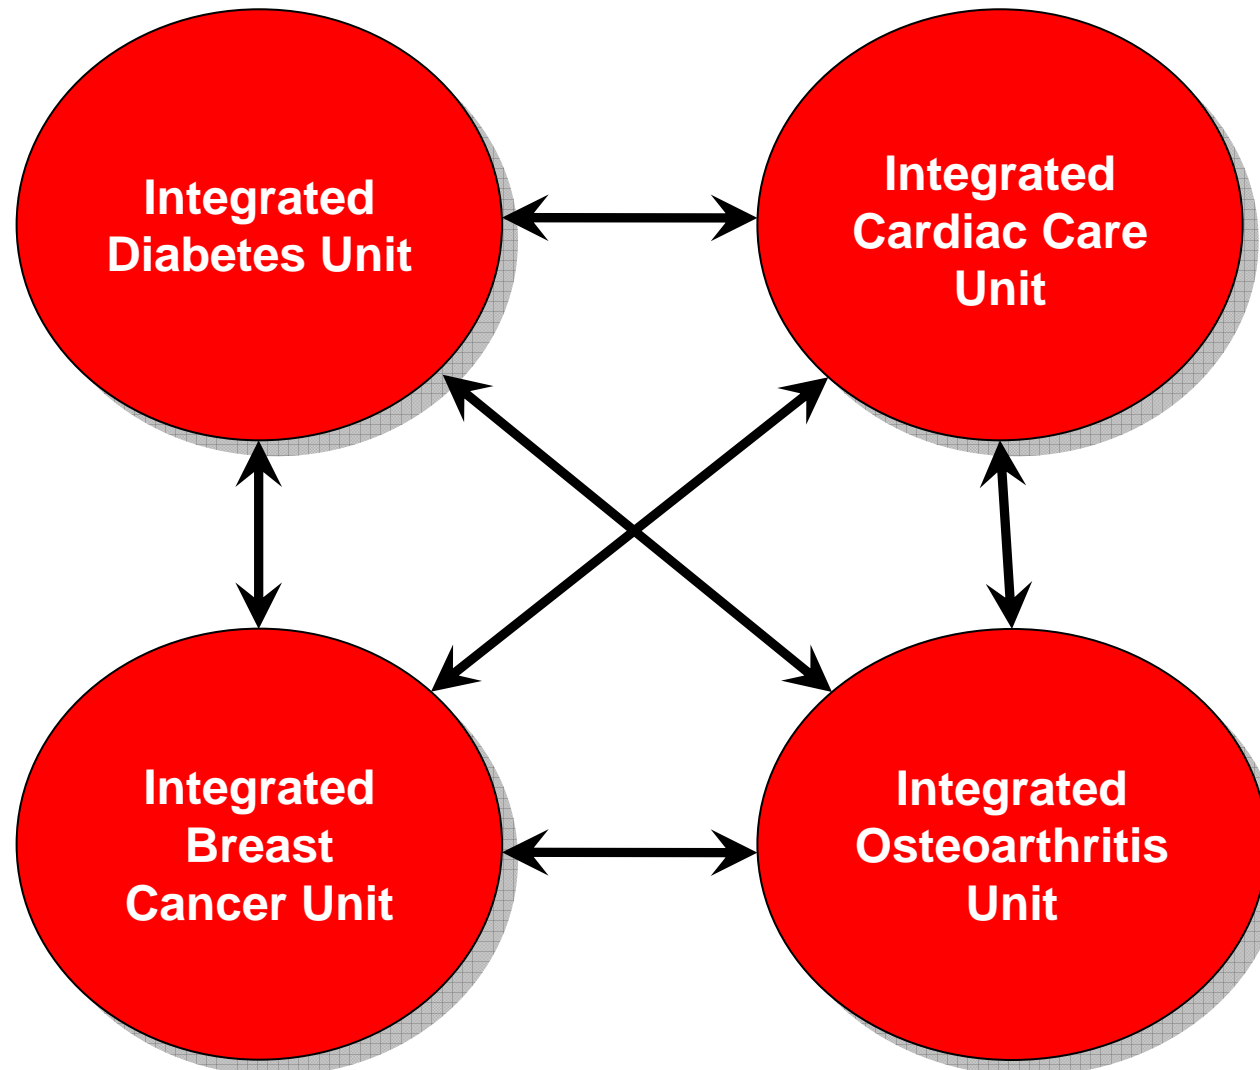 Integrated
Diabetes Unit
Integrated
Cardiac Care
Unit
Integrated
Breast
Cancer Unit
Integrated
Osteoarthritis
Unit